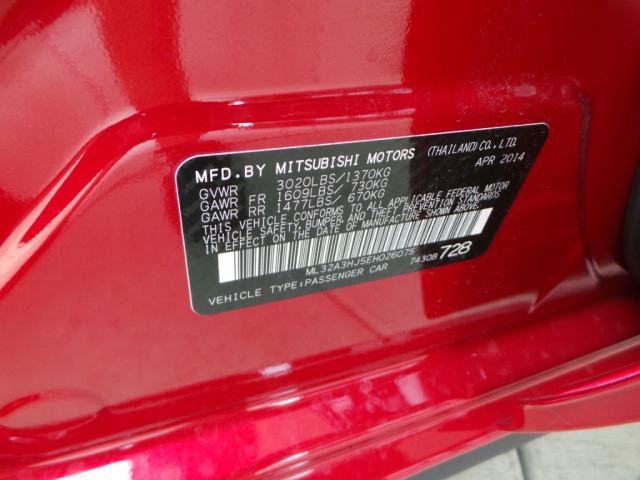 MFD. BY MITSUBISHI MOTORS (THAILAND) CO., LTD.
APR 2014
GVWR 3020LBS/1370KG
GAWR FR 1609LBS/ 730KG
GAWR RR 1477LBS/ 670KG
THIS VEHICLE CONFORMS TO ALL APPLICABLE FEDERAL MOTOR
VEHICLE SAFETY, BUMPER AND THEFT PREVENTION STANDARDS
IN EFFECT ON THE DATE OF MANUFACTURE SHOWN ABOVE.
ML32A3HJ5EH026075 7430B 728
VEHICLE TYPE:PASSENGER CAR